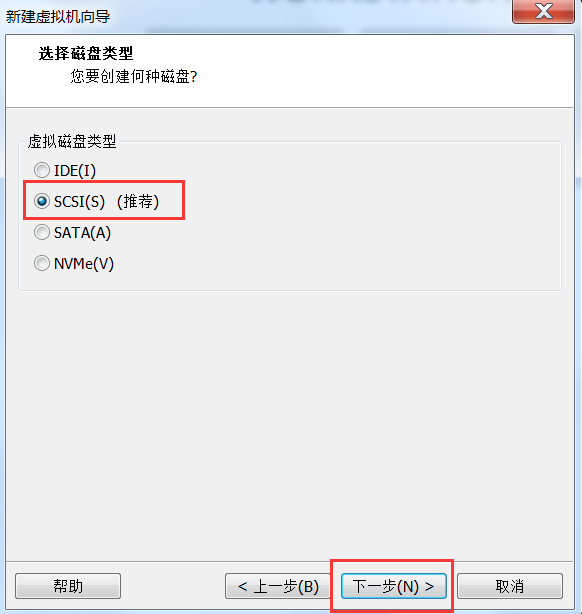 新建虚拟机向导
选择磁盘类型
您要创建何种磁盘?
虚拟磁盘类型
IDE(I)
SCSI(S) (推荐)
SATA(A)
NVMe(V)
帮助
< 上一步(B)
下一步(N) >
取消